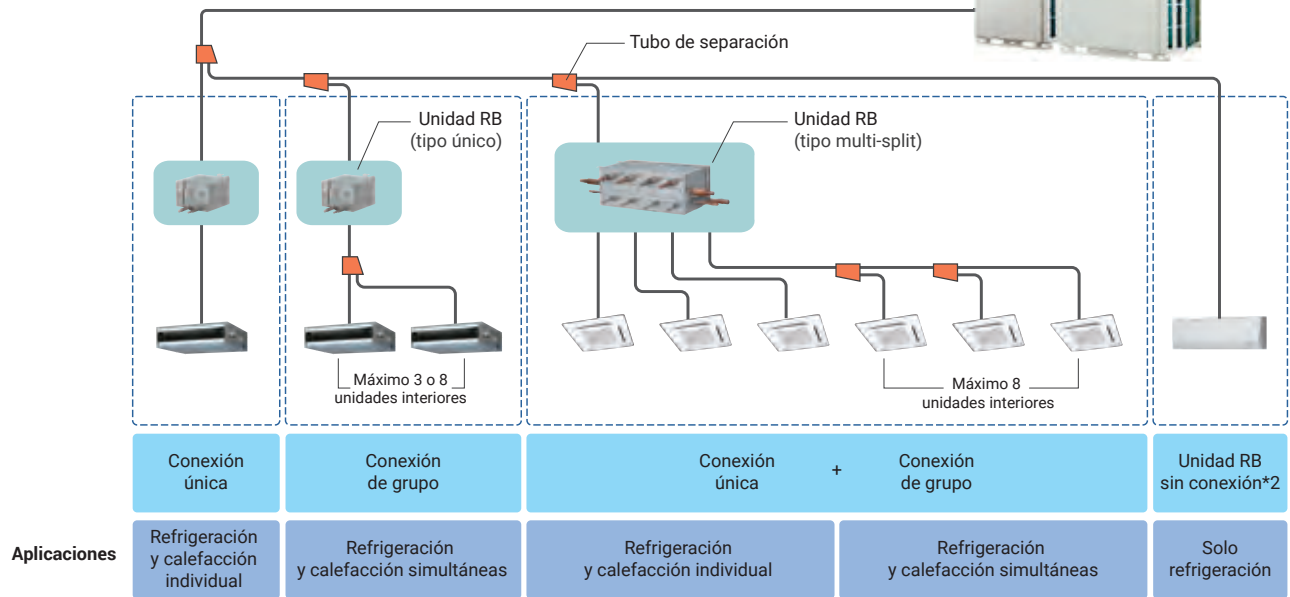 Tubo de separación
Unidad RB
(tipo único)
Unidad RB
(tipo multi-split)
Máximo 3 o 8
unidades interiores
Máximo 8
unidades interiores
Conexión
única
Conexión
de grupo
Conexión
única
+
Conexión
de grupo
Unidad RB
sin conexión*2
Aplicaciones
Refrigeración
y calefacción
individual
Refrigeración
y calefacción simultáneas
Refrigeración
y calefacción individual
Refrigeración
y calefacción simultáneas
Solo
refrigeración